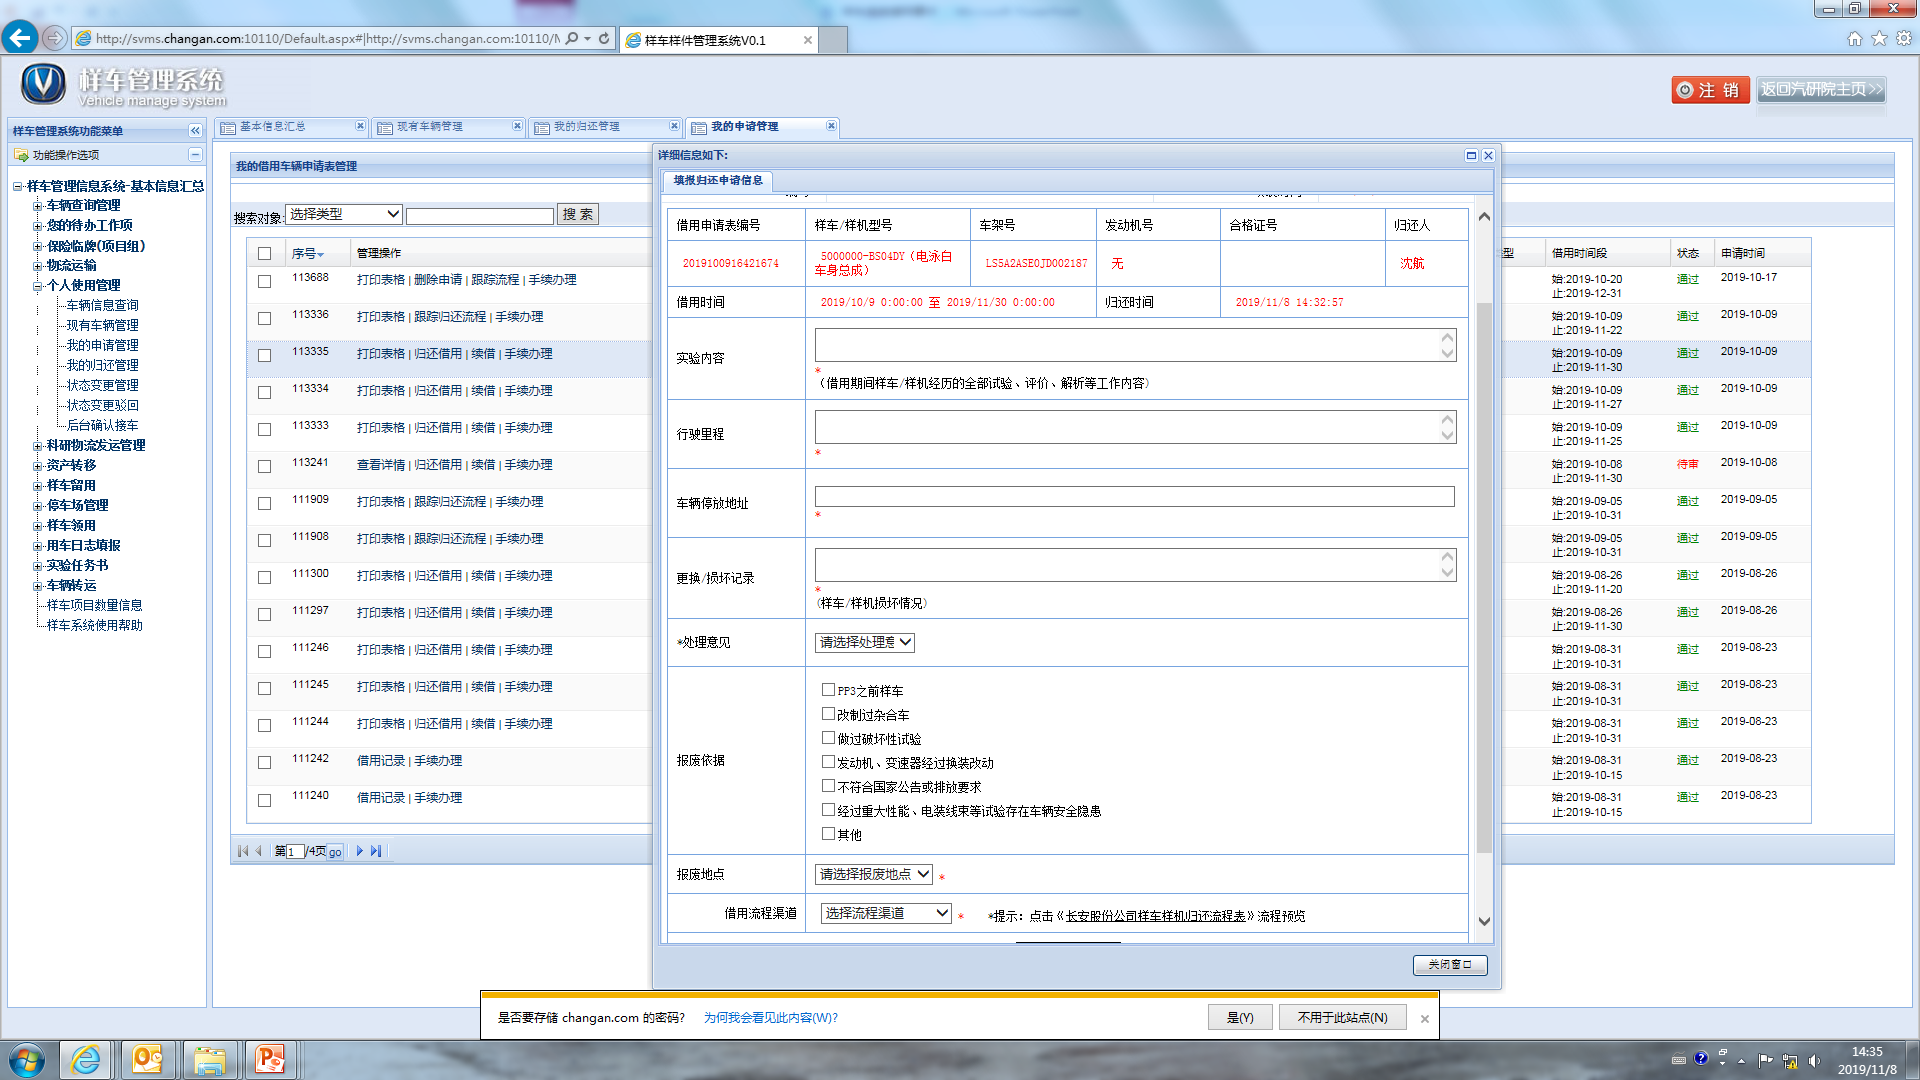 http://svms.changan.com:10110/Default.aspx#|http://svms.changan.com:10110/M
样车样件管理系统V0.1
样车管理系统
Vehicle manage system
注 销
返回汽研院主页>>
样车管理系统功能菜单
功能操作选项
样车管理信息系统-基本信息汇总
车辆查询管理
您的待办工作项
保险临牌(项目组)
物流运输
个人使用管理
车辆信息查询
现有车辆管理
我的申请管理
我的归还管理
状态变更管理
状态变更驳回
后台确认接车
科研物流发运管理
资产转移
样车留用
停车场管理
样车领用
用车日志填报
实验任务书
车辆转运
样车项目数量信息
样车系统使用帮助
基本信息汇总
现有车辆管理
我的归还管理
我的申请管理
我的借用车辆申请表管理
搜索对象: 选择类型 搜 索
序号 管理操作
113688 打印表格 | 删除申请 | 跟踪流程 | 手续办理
113336 打印表格 | 跟踪归还流程 | 手续办理
113335 打印表格 | 归还借用 | 续借 | 手续办理
113334 打印表格 | 归还借用 | 续借 | 手续办理
113333 打印表格 | 归还借用 | 续借 | 手续办理
113241 查看详情 | 归还借用 | 续借 | 手续办理
111909 打印表格 | 跟踪归还流程 | 手续办理
111908 打印表格 | 跟踪归还流程 | 手续办理
111300 打印表格 | 归还借用 | 续借 | 手续办理
111297 打印表格 | 归还借用 | 续借 | 手续办理
111246 打印表格 | 归还借用 | 续借 | 手续办理
111245 打印表格 | 归还借用 | 续借 | 手续办理
111244 打印表格 | 归还借用 | 续借 | 手续办理
111242 借用记录 | 手续办理
111240 借用记录 | 手续办理
第1/4页 go
详细信息如下:
填报归还申请信息
借用申请表编号 样车/样机型号 车架号 发动机号 合格证号 归还人
2019100916421674 5000000-BS04DY（电泳白车身总成） LS5A2ASE0JD002187 无 沈航
借用时间 2019/10/9 0:00:00 至 2019/11/30 0:00:00 归还时间 2019/11/8 14:32:57
实验内容
*
（借用期间样车/样机经历的全部试验、评价、解析等工作内容）
行驶里程
*
车辆停放地址
*
更换/损坏记录
*
(样车/样机损坏情况)
*处理意见 请选择处理意
报废依据
PP3之前样车
改制过杂合车
做过破坏性试验
发动机、变速器经过换装改动
不符合国家公告或排放要求
经过重大性能、电装线束等试验存在车辆安全隐患
其他
报废地点 请选择报废地点 *
借用流程渠道 选择流程渠道 * *提示：点击《长安股份公司样车样机归还流程表》流程预览
关闭窗口
型 借用时间段 状态 申请时间
始:2019-10-20 通过 2019-10-17
止:2019-12-31
始:2019-10-09 通过 2019-10-09
止:2019-11-22
始:2019-10-09 通过 2019-10-09
止:2019-11-30
始:2019-10-09 通过 2019-10-09
止:2019-11-27
始:2019-10-09 通过 2019-10-09
止:2019-11-25
始:2019-10-08 待审 2019-10-08
止:2019-11-30
始:2019-09-05 通过 2019-09-05
止:2019-10-31
始:2019-09-05 通过 2019-09-05
止:2019-10-31
始:2019-08-26 通过 2019-08-26
止:2019-11-20
始:2019-08-26 通过 2019-08-26
止:2019-11-30
始:2019-08-31 通过 2019-08-23
止:2019-10-31
始:2019-08-31 通过 2019-08-23
止:2019-10-31
始:2019-08-31 通过 2019-08-23
止:2019-10-31
始:2019-08-31 通过 2019-08-23
止:2019-10-15
始:2019-08-31 通过 2019-08-23
止:2019-10-15
是否要存储 changan.com 的密码? 为何我会看见此内容(W)? 是(Y) 不用于此站点(N)
14:35
2019/11/8